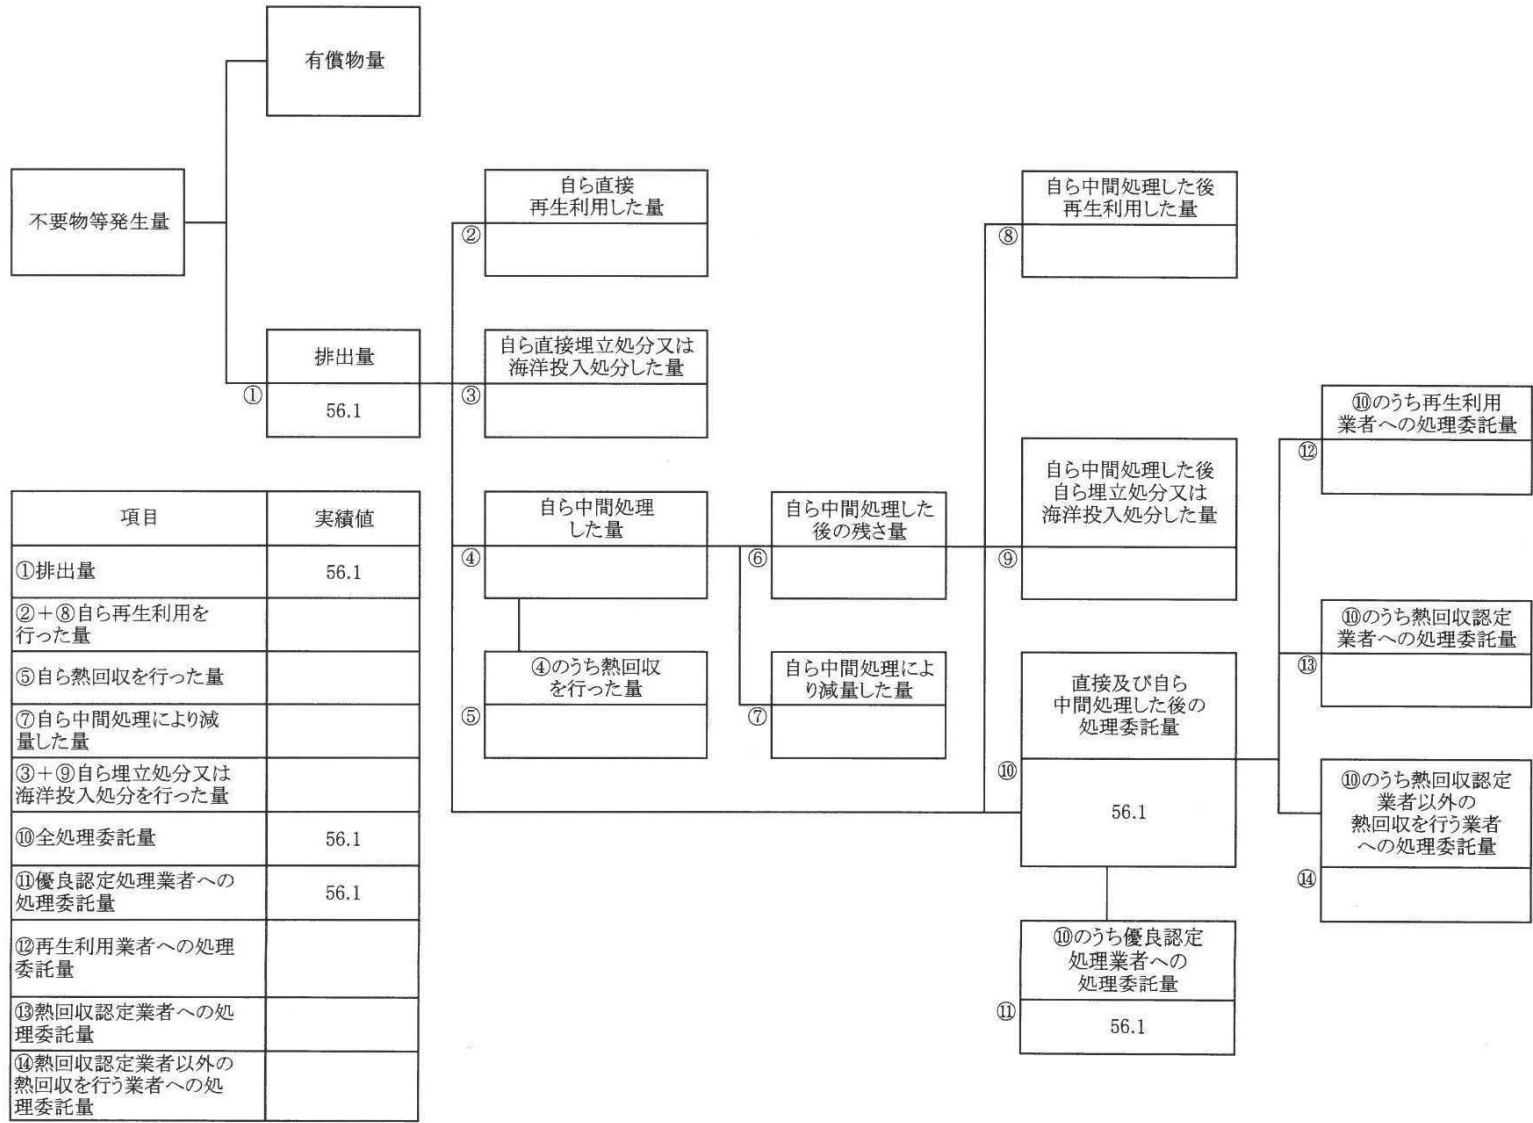 有償物量
不要物等発生量
排出量
①
56.1
自ら直接
再生利用した量
②
自ら直接埋立処分又は
海洋投入処分した量
③
自ら中間処理
した量
④
④のうち熱回収
を行った量
⑤
自ら中間処理した
後の残さ量
⑥
自ら中間処理によ
り減量した量
⑦
自ら中間処理した後
再生利用した量
⑧
自ら中間処理した後
自ら埋立処分又は
海洋投入処分した量
⑨
直接及び自ら
中間処理した後の
処理委託量
⑩
56.1
⑩のうち優良認定
処理業者への
処理委託量
⑪
56.1
⑩のうち再生利用
業者への処理委託量
⑫
⑩のうち熱回収認定
業者への処理委託量
⑬
⑩のうち熱回収認定
業者以外の
熱回収を行う業者
への処理委託量
⑭
項目 実績値
①排出量 56.1
②+⑧自ら再生利用を
行った量
⑤自ら熱回収を行った量
⑦自ら中間処理により減
量した量
③+⑨自ら埋立処分又は
海洋投入処分を行った量
⑩全処理委託量 56.1
⑪優良認定処理業者への
処理委託量 56.1
⑫再生利用業者への処理
委託量
⑬熱回収認定業者への処
理委託量
⑭熱回収認定業者以外の
熱回収を行う業者への処
理委託量